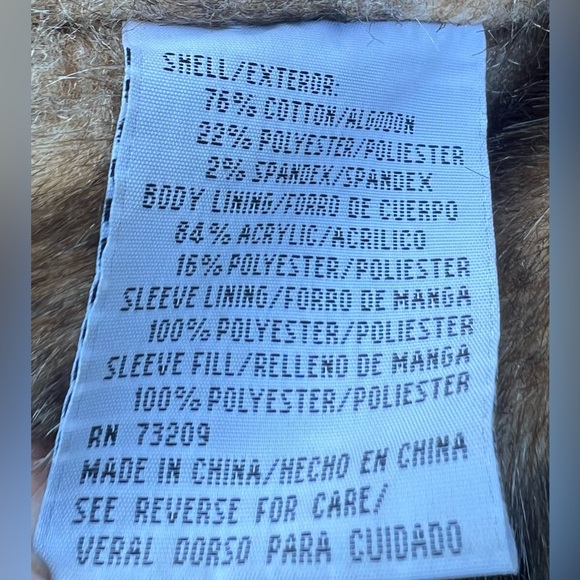 SHELL/EXTEROR:
76% COTTON/ALGODON
22% POLYESTER/POLIESTER
2% SPANDEX/SPANDEX
BODY LINING/FORRO DE CUERPO
84% ACRYLIC/ACRILICO
16% POLYESTER/POLIESTER
SLEEVE LINING/FORRO DE MANGA
100% POLYESTER/POLIESTER
SLEEVE FILL/RELLENO DE MANGA
100% POLYESTER/POLIESTER
RN 73209
MADE IN CHINA/HECHO EN CHINA
SEE REVERSE FOR CARE/
VERAL DORSO PARA CUIDADO